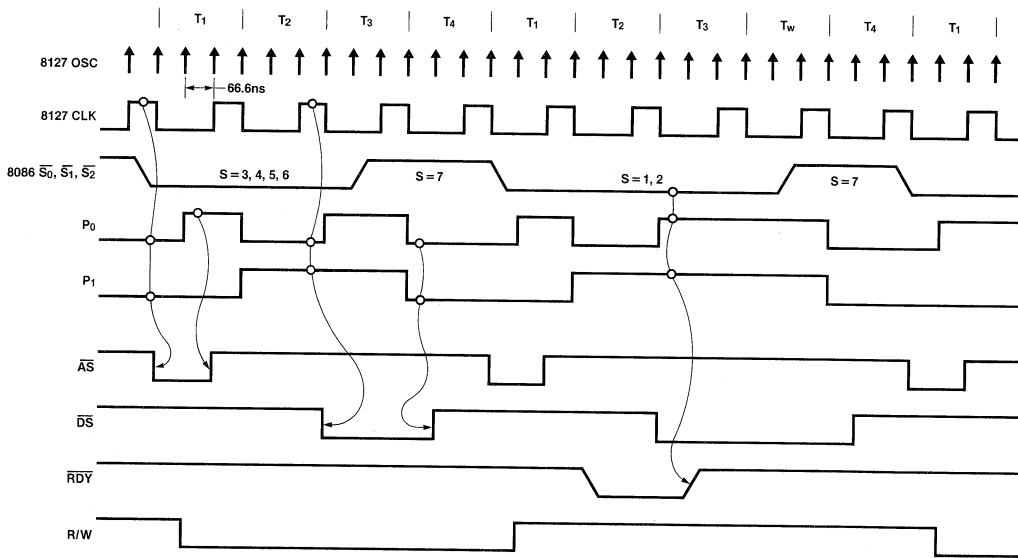 T1 T2 T3 T4 T1 T2 T3 Tw T4 T1
8127 OSC
66.6ns
8127 CLK
8086 S̅0, S̅1, S̅2
S = 3, 4, 5, 6
S = 7
S = 1, 2
S = 7
P0
P1
A̅S̅
D̅S̅
R̅D̅Y̅
R/W